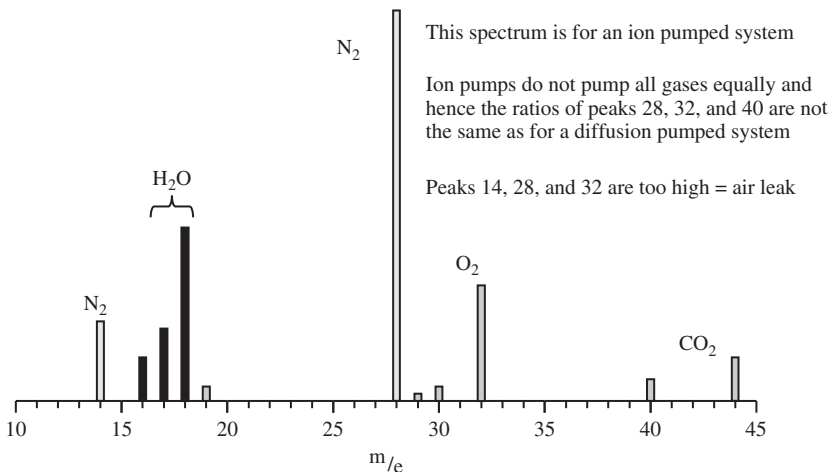 N₂
This spectrum is for an ion pumped system
Ion pumps do not pump all gases equally and
hence the ratios of peaks 28, 32, and 40 are not
the same as for a diffusion pumped system
Peaks 14, 28, and 32 are too high = air leak
H₂O
N₂
O₂
CO₂
10 15 20 25 30 35 40 45
m/e